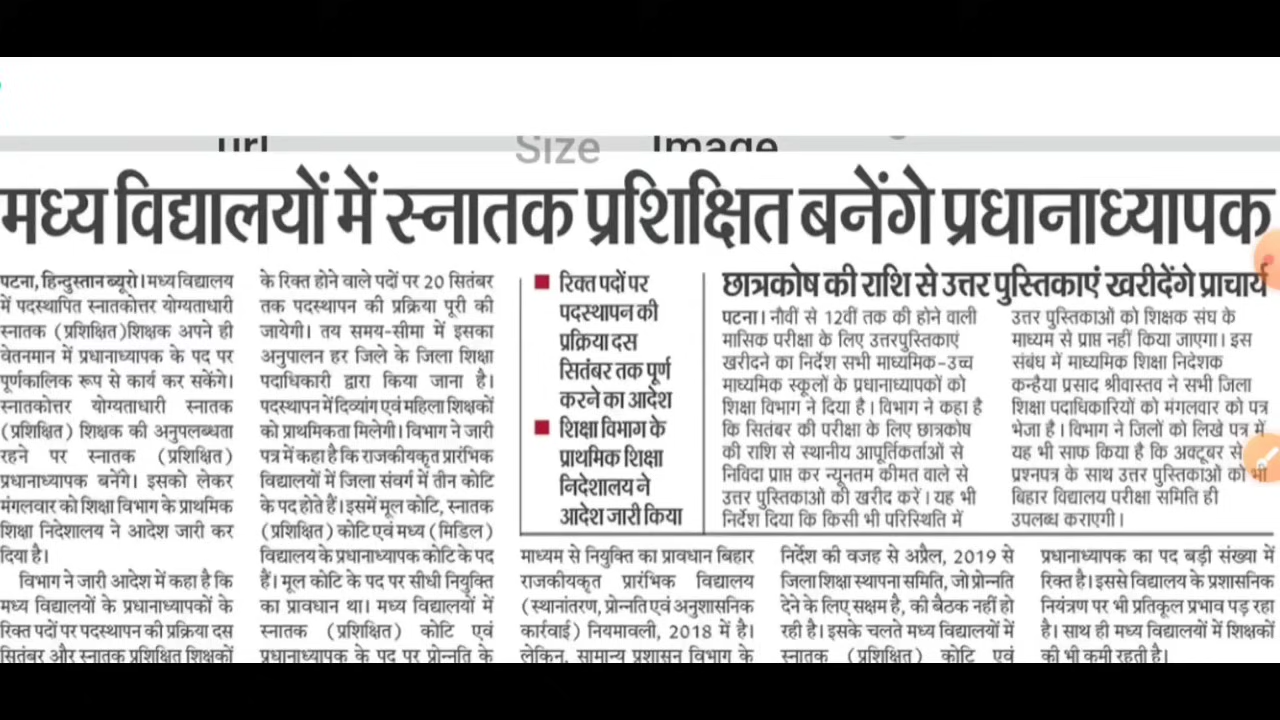 Size
Image
मध्य विद्यालयों में स्नातक प्रशिक्षित बनेंगे प्रधानाध्यापक
पटना, हिन्दुस्तान ब्यूरो। मध्य विद्यालय
में पदस्थापित स्नातकोत्तर योग्यताधारी
स्नातक (प्रशिक्षित)शिक्षक अपने ही
वेतनमान में प्रधानाध्यापक के पद पर
पूर्णकालिक रूप से कार्य कर सकेंगे।
स्नातकोत्तर योग्यताधारी स्नातक
(प्रशिक्षित) शिक्षक की अनुपलब्धता
रहने पर स्नातक (प्रशिक्षित)
प्रधानाध्यापक बनेंगे। इसको लेकर
मंगलवार को शिक्षा विभाग के प्राथमिक
शिक्षा निदेशालय ने आदेश जारी कर
दिया है।
विभाग ने जारी आदेश में कहा है कि
मध्य विद्यालयों के प्रधानाध्यापकों के
रिक्त पदों पर पदस्थापन की प्रक्रिया दस
सितंबर और स्नातक प्रशिक्षित शिक्षकों
के रिक्त होने वाले पदों पर 20 सितंबर
तक पदस्थापन की प्रक्रिया पूरी की
जायेगी। तय समय-सीमा में इसका
अनुपालन हर जिले के जिला शिक्षा
पदाधिकारी द्वारा किया जाना है।
पदस्थापन में दिव्यांग एवं महिला शिक्षकों
को प्राथमिकता मिलेगी। विभाग ने जारी
पत्र में कहा है कि राजकीयकृत प्रारंभिक
विद्यालयों में जिला संवर्ग में तीन कोटि
के पद होते हैं। इसमें मूल कोटि, स्नातक
(प्रशिक्षित) कोटि एवं मध्य (मिडिल)
विद्यालय के प्रधानाध्यापक कोटि के पद
हैं। मूल कोटि के पद पर सीधी नियुक्ति
का प्रावधान था। मध्य विद्यालयों में
स्नातक (प्रशिक्षित) कोटि एवं
प्रधानाध्यापक के पद पर प्रोन्नति के
रिक्त पदों पर
पदस्थापन की
प्रक्रिया दस
सितंबर तक पूर्ण
करने का आदेश
शिक्षा विभाग के
प्राथमिक शिक्षा
निदेशालय ने
आदेश जारी किया
छात्रकोष की राशि से उत्तर पुस्तिकाएं खरीदेंगे प्राचार्य
पटना। नौवीं से 12वीं तक की होने वाली
मासिक परीक्षा के लिए उत्तरपुस्तिकाएं
खरीदने का निर्देश सभी माध्यमिक-उच्च
माध्यमिक स्कूलों के प्रधानाध्यापकों को
शिक्षा विभाग ने दिया है। विभाग ने कहा है
कि सितंबर की परीक्षा के लिए छात्रकोष
की राशि से स्थानीय आपूर्तिकर्ताओं से
निविदा प्राप्त कर न्यूनतम कीमत वाले से
उत्तर पुस्तिकाओं की खरीद करें। यह भी
निर्देश दिया कि किसी भी परिस्थिति में
उत्तर पुस्तिकाओं को शिक्षक संघ के
माध्यम से प्राप्त नहीं किया जाएगा। इस
संबंध में माध्यमिक शिक्षा निदेशक
कन्हैया प्रसाद श्रीवास्तव ने सभी जिला
शिक्षा पदाधिकारियों को मंगलवार को पत्र
भेजा है। विभाग ने जिलों को लिखे पत्र में
यह भी साफ किया है कि अक्टूबर से
प्रश्नपत्र के साथ उत्तर पुस्तिकाओं को भी
बिहार विद्यालय परीक्षा समिति ही
उपलब्ध कराएगी।
माध्यम से नियुक्ति का प्रावधान बिहार
राजकीयकृत प्रारंभिक विद्यालय
(स्थानांतरण, प्रोन्नति एवं अनुशासनिक
कार्रवाई) नियमावली, 2018 में है।
लेकिन, सामान्य प्रशासन विभाग के
निर्देश की वजह से अप्रैल, 2019 से
जिला शिक्षा स्थापना समिति, जो प्रोन्नति
देने के लिए सक्षम है, की बैठक नहीं हो
रही है। इसके चलते मध्य विद्यालयों में
स्नातक (प्रशिक्षित) कोटि एवं
प्रधानाध्यापक का पद बड़ी संख्या में
रिक्त है। इससे विद्यालय के प्रशासनिक
नियंत्रण पर भी प्रतिकूल प्रभाव पड़ रहा
है। साथ ही मध्य विद्यालयों में शिक्षकों
की भी कमी रहती है।